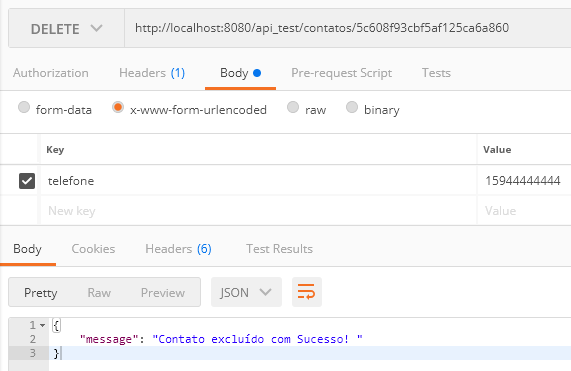 DELETE http://localhost:8080/api_test/contatos/5c608f93cbf5af125ca6a860
Authorization Headers (1) Body Pre-request Script Tests
form-data x-www-form-urlencoded raw binary
Key Value
telefone 15944444444
New key Value
Body Cookies Headers (6) Test Results
Pretty Raw Preview JSON
1 {
2 "message": "Contato excluído com Sucesso! "
3 }